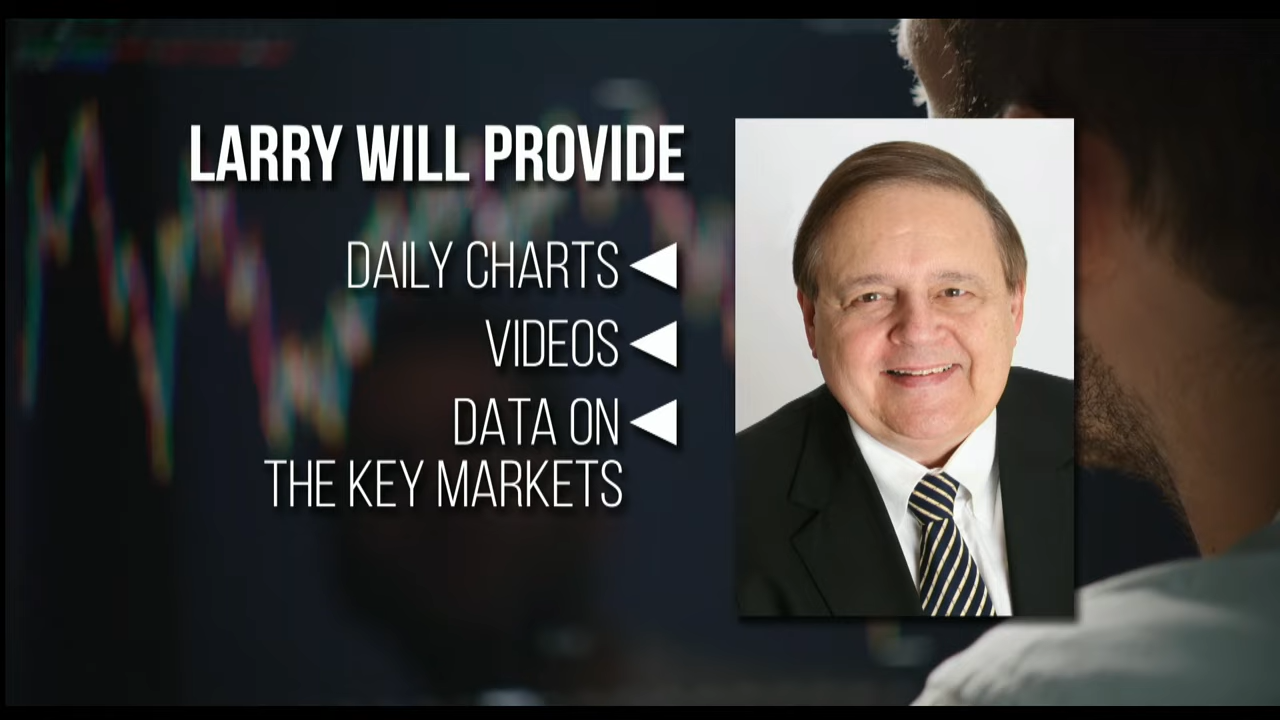 LARRY WILL PROVIDE
DAILY CHARTS
VIDEOS
DATA ON
THE KEY MARKETS